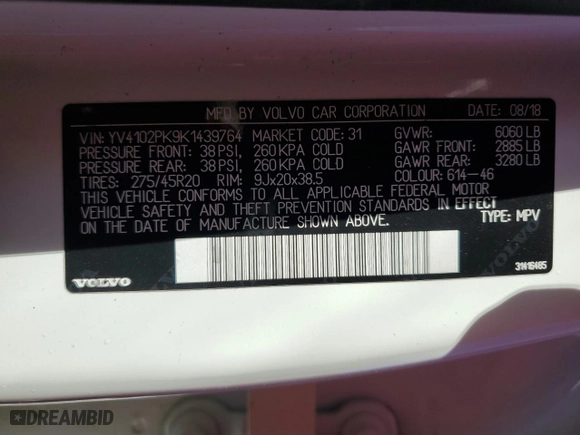 MFD BY VOLVO CAR CORPORATION DATE: 08/18
VIN: YV4102PK9K1439764 MARKET CODE: 31 GVWR: 6060 LB
PRESSURE FRONT: 38 PSI, 260 KPA COLD GAWR FRONT: 2885 LB
PRESSURE REAR: 38 PSI, 260 KPA COLD GAWR REAR: 3280 LB
TIRES: 275/45R20 RIM: 9Jx20x38.5 COLOUR: 614-46
THIS VEHICLE CONFORMS TO ALL APPLICABLE FEDERAL MOTOR
VEHICLE SAFETY AND THEFT PREVENTION STANDARDS IN EFFECT
ON THE DATE OF MANUFACTURE SHOWN ABOVE. TYPE: MPV
VOLVO 31416485
DREAMBID